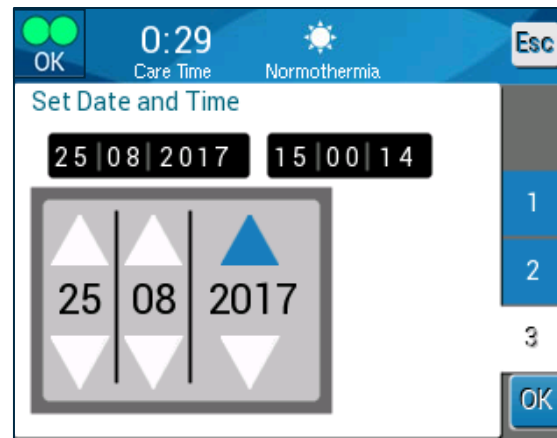 OK
0:29
Care Time
Normothermia
Esc
Set Date and Time
25|08|2017
15|00|14
25 08 2017
1
2
3
OK